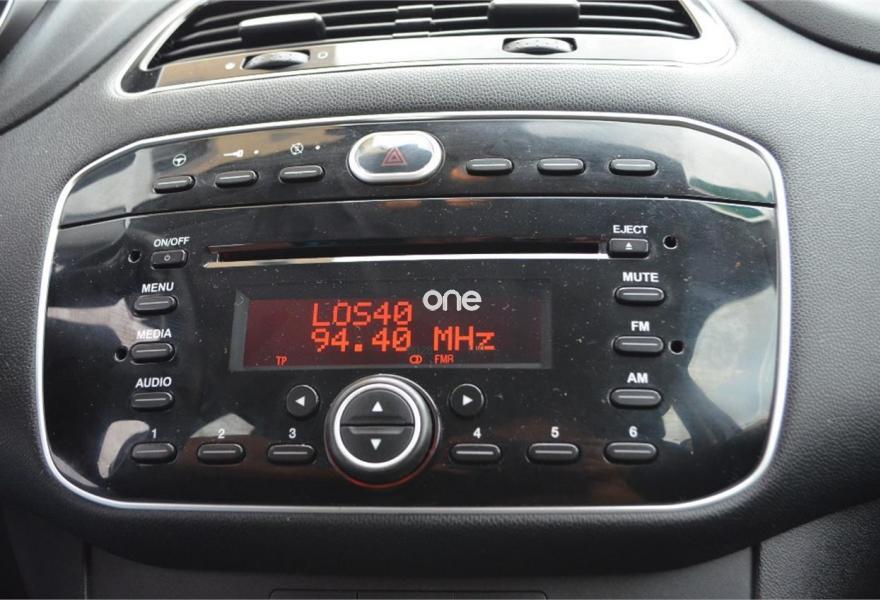 ON/OFF
EJECT
MENU
MUTE
one
LOS40
94.40 MHz
TP
FMA
MEDIA
FM
AUDIO
AM
1 2 3 4 5 6